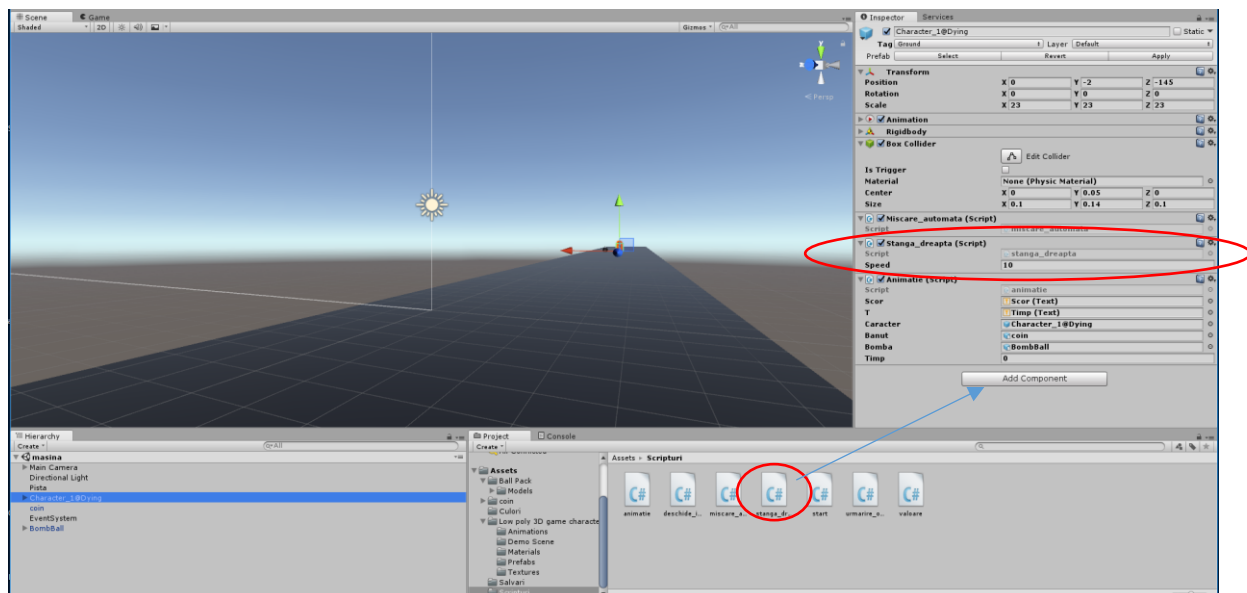 Scene Game
Shaded 2D Gizmos All
y
x
Persp
Inspector Services
Character_1@Dying Static
Tag Ground Layer Default
Prefab Select Revert Apply
Transform
Position X 0 Y -2 Z -145
Rotation X 0 Y 0 Z 0
Scale X 23 Y 23 Z 23
Animation
Rigidbody
Box Collider
Edit Collider
Is Trigger
Material None (Physic Material)
Center X 0 Y 0.05 Z 0
Size X 0.1 Y 0.14 Z 0.1
Miscare_automata (Script)
Script miscare_automata
Stanga_dreapta (Script)
Script stanga_dreapta
Speed 10
Animatie (Script)
Script animatie
Scor Scor (Text)
T Timp (Text)
Caracter Character_1@Dying
Banut coin
Bomba BombBall
Timp 0
Add Component
Hierarchy
Create All
masina
Main Camera
Directional Light
Pista
Character_1@Dying
coin
EventSystem
BombBall
Project Console
Create
Assets
Ball Pack
Models
coin
Culori
Low poly 3D game characte
Animations
Demo Scene
Materials
Prefabs
Textures
Salvari
Scripturi
Assets Scripturi
C# C# C# C# C# C# C#
animatie deschide_i... miscare_a... stanga_dr... start urmarire_o... valoare